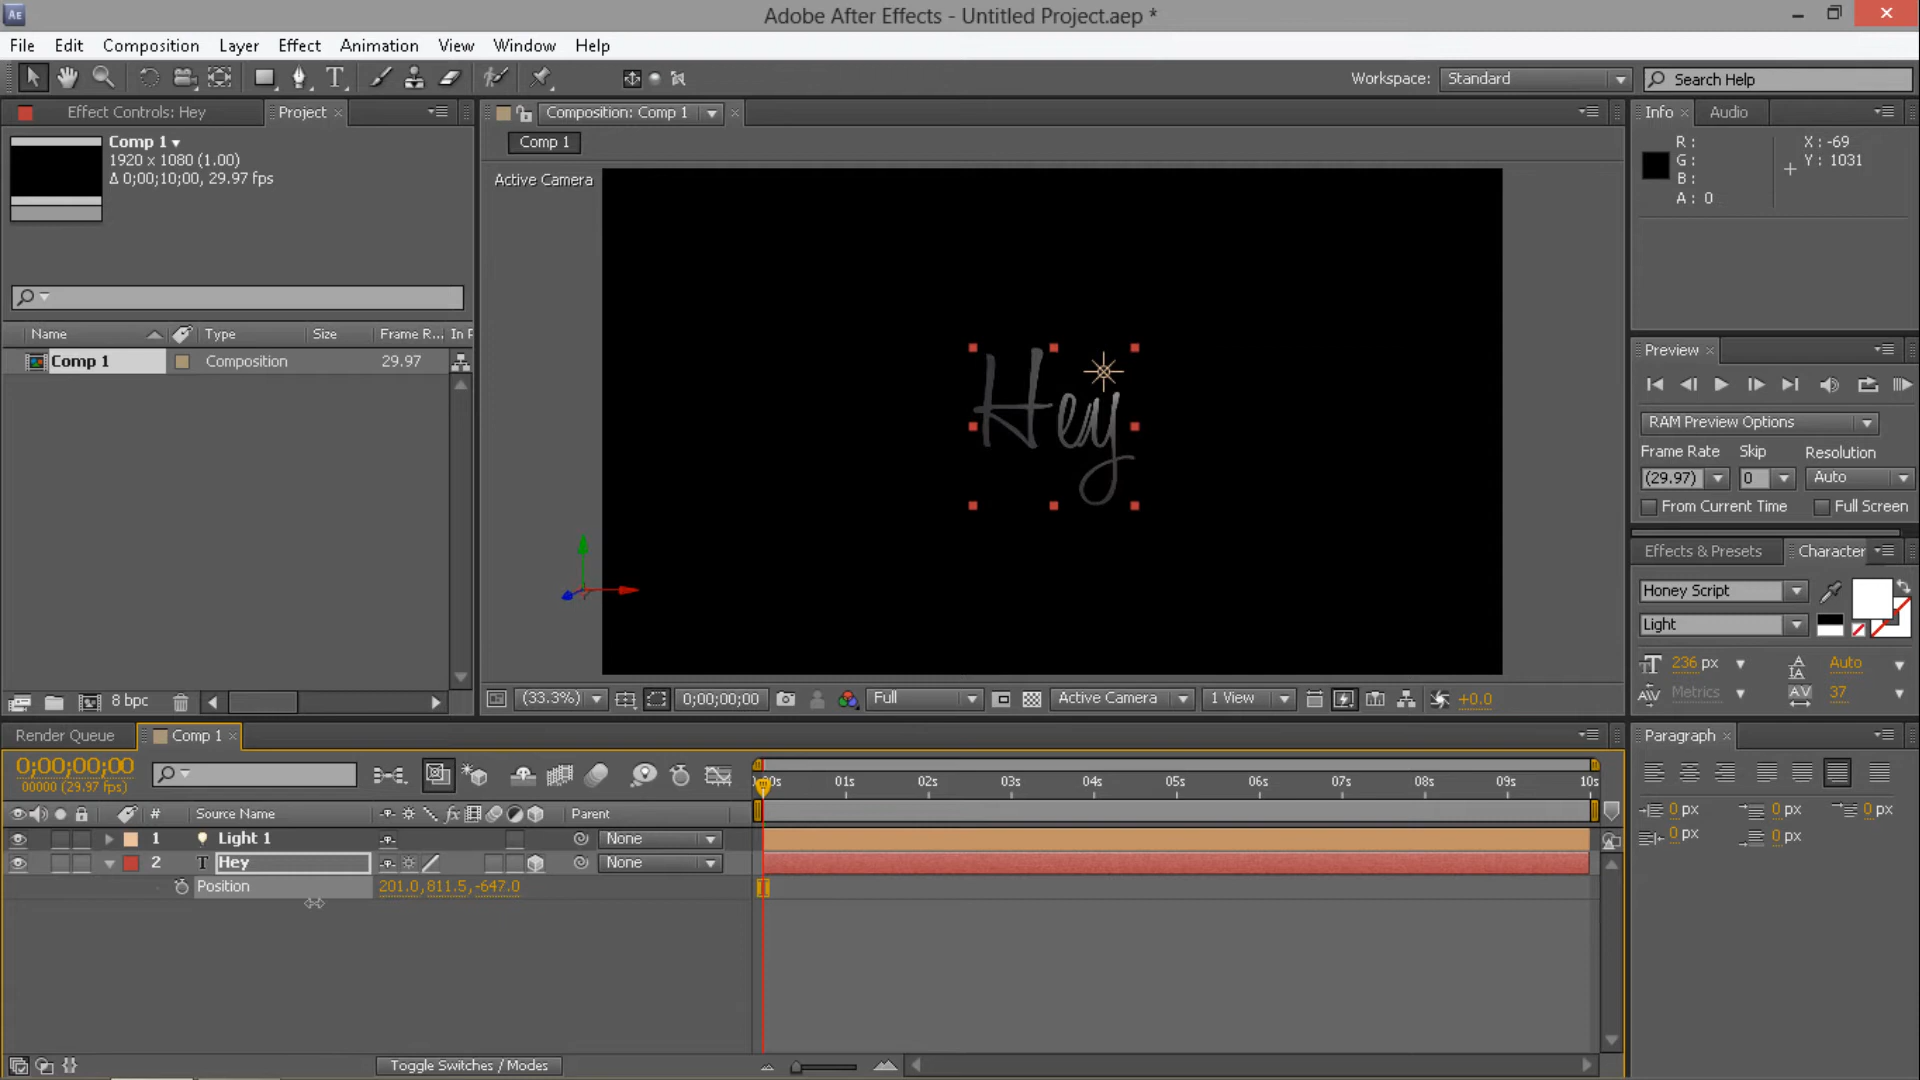 Ae
Adobe After Effects - Untitled Project.aep *
File Edit Composition Layer Effect Animation View Window Help
Workspace: Standard
Search Help
Effect Controls: Hey
Project
Comp 1
1920 x 1080 (1.00)
Δ 0;00;10;00, 29.97 fps
Name Type Size Frame R... In P
Comp 1 Composition 29.97
8 bpc
Composition: Comp 1
Comp 1
Active Camera
Hey
(33.3%) 0;00;00;00 Full Active Camera 1 View +0.0
Info Audio
R :
G :
B :
A : 0
X : -69
Y : 1031
Preview
RAM Preview Options
Frame Rate Skip Resolution
(29.97) 0 Auto
From Current Time Full Screen
Effects & Presets Character
Honey Script
Light
236 px Auto
Metrics 37
Paragraph
0 px 0 px 0 px
0 px 0 px
Render Queue Comp 1
0;00;00;00
00000 (29.97 fps)
# Source Name Parent
00s 01s 02s 03s 04s 05s 06s 07s 08s 09s 10s
1 Light 1 None
2 T Hey None
Position 201.0,811.5,-647.0
Toggle Switches / Modes